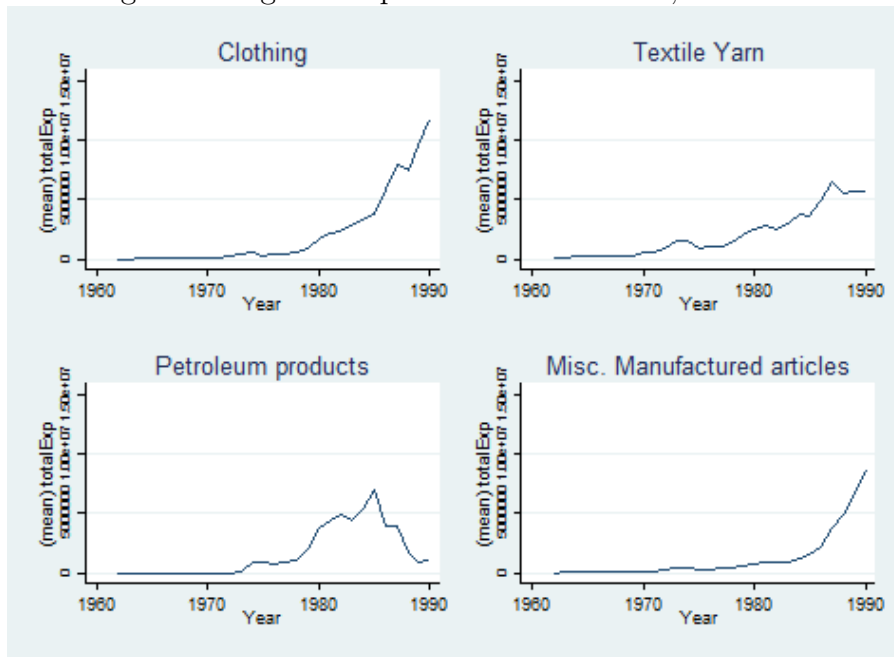 Clothing
(mean) totalExp
0 5000000 1.00e+07 1.50e+07
1960 1970 1980 1990
Year
Textile Yarn
(mean) totalExp
0 5000000 1.00e+07 1.50e+07
1960 1970 1980 1990
Year
Petroleum products
(mean) totalExp
0 5000000 1.00e+07 1.50e+07
1960 1970 1980 1990
Year
Misc. Manufactured articles
(mean) totalExp
0 5000000 1.00e+07 1.50e+07
1960 1970 1980 1990
Year